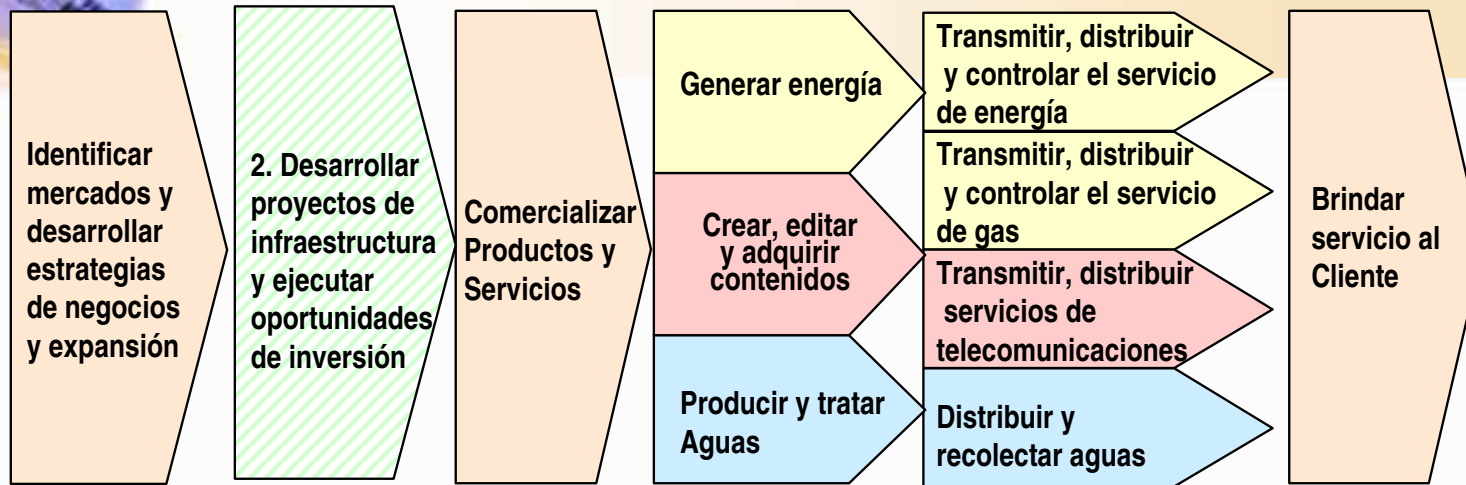 Identificar
mercados y
desarrollar
estrategias
de negocios
y expansión
2. Desarrollar
proyectos de
infraestructura
y ejecutar
oportunidades
de inversión
Comercializar
Productos y
Servicios
Generar energía
Crear, editar
y adquirir
contenidos
Producir y tratar
Aguas
Transmitir, distribuir
y controlar el servicio
de energía
Transmitir, distribuir
y controlar el servicio
de gas
Transmitir, distribuir
servicios de
telecomunicaciones
Distribuir y
recolectar aguas
Brindar
servicio al
Cliente